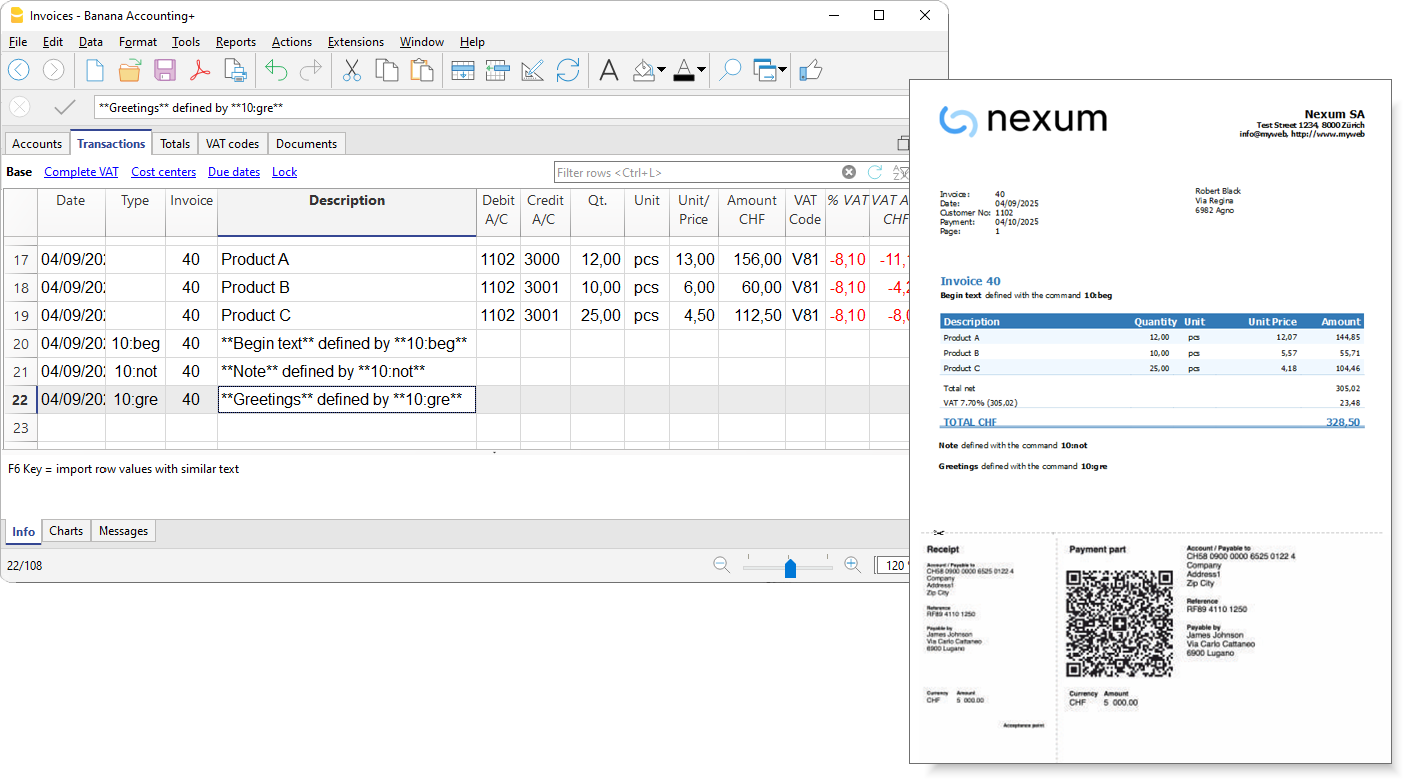 Invoices - Banana Accounting+
File Edit Data Format Tools Reports Actions Extensions Window Help
**Greetings** defined by **10:gre**
Accounts Transactions Totals VAT codes Documents
Base Complete VAT Cost centers Due dates Lock
Filter rows <Ctrl+L>
Date Type Invoice Description Debit A/C Credit A/C Qt. Unit Unit/ Price Amount CHF VAT Code % VAT VAT A CHF
17 04/09/202 40 Product A 1102 3000 12,00 pcs 13,00 156,00 V81 -8,10 -11,
18 04/09/202 40 Product B 1102 3001 10,00 pcs 6,00 60,00 V81 -8,10 -4,2
19 04/09/202 40 Product C 1102 3001 25,00 pcs 4,50 112,50 V81 -8,10 -8,
20 04/09/202 10:beg 40 **Begin text** defined by **10:beg**
21 04/09/202 10:not 40 **Note** defined by **10:not**
22 04/09/202 10:gre 40 **Greetings** defined by **10:gre**
23
F6 Key = import row values with similar text
Info Charts Messages
22/108
120
nexum
Nexum SA
Test Street 1234, 8000 Zürich
info@myweb, http://www.myweb
Invoice: 40
Date: 04/09/2025
Customer No: 1102
Payment: 04/10/2025
Page: 1
Robert Black
Via Regina
6982 Agno
Invoice 40
Begin text defined with the command 10:beg
Description Quantity Unit Unit Price Amount
Product A 12,00 pcs 12,07 144,85
Product B 10,00 pcs 5,57 55,71
Product C 25,00 pcs 4,18 104,46
Total net 305,02
VAT 7.70% (305,02) 23,48
TOTAL CHF 328,50
Note defined with the command 10:not
Greetings defined with the command 10:gre
Receipt
Account / Payable to
CH58 0900 0000 6525 0122 4
Company
Address1
Zip City
Reference
RF89 4110 1250
Payable by
James Johnson
Via Carlo Cattaneo
6900 Lugano
Currency Amount
CHF 5 000.00
Acceptance point
Payment part
Currency Amount
CHF 5 000.00
Account / Payable to
CH58 0900 0000 6525 0122 4
Company
Address1
Zip City
Reference
RF89 4110 1250
Payable by
James Johnson
Via Carlo Cattaneo
6900 Lugano